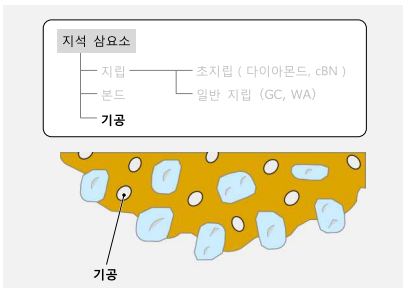 지석 삼요소
지립 초지립 ( 다이아몬드, cBN )
본드 일반 지립 (GC, WA)
기공
기공